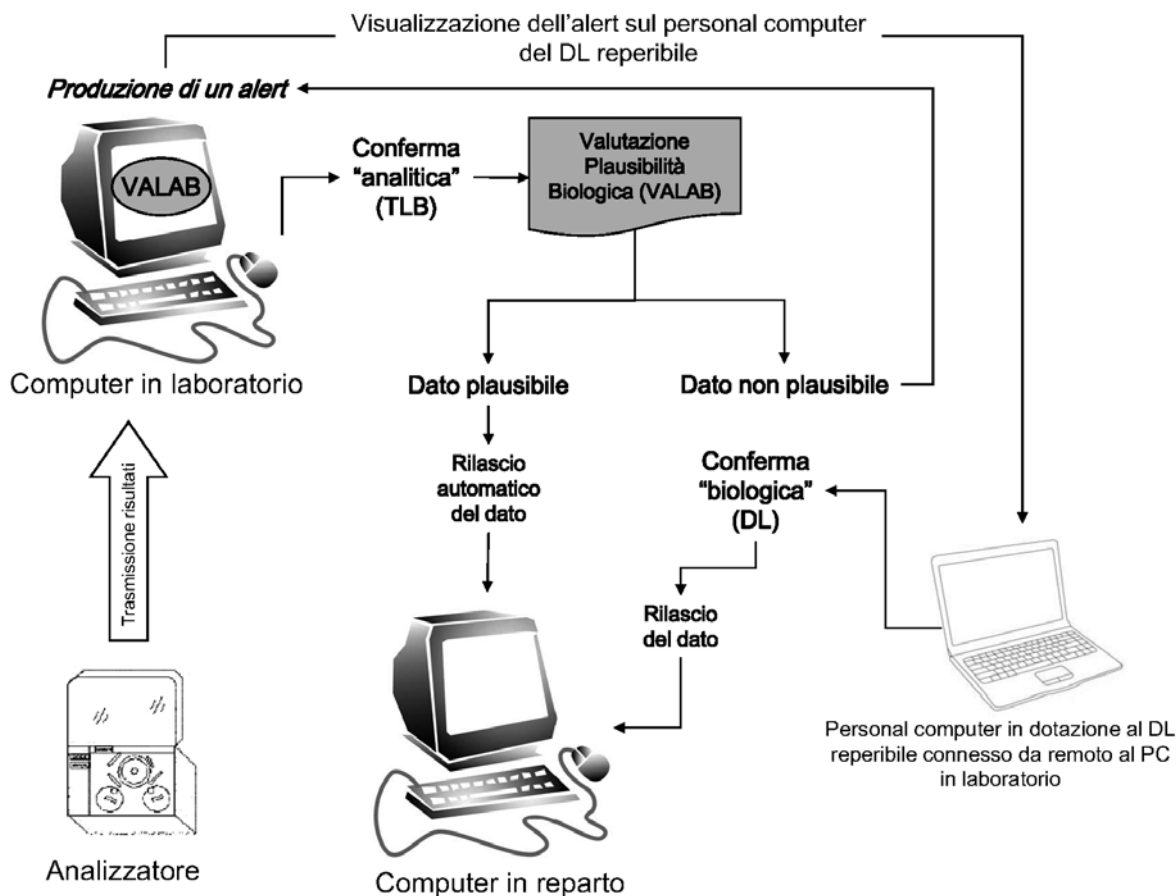 Visualizzazione dell'alert sul personal computer
del DL reperibile
Produzione di un alert
VALAB
Conferma
“analitica”
(TLB)
Valutazione
Plausibilità
Biologica (VALAB)
Computer in laboratorio
Dato plausibile
Dato non plausibile
Trasmissione risultati
Rilascio
automatico
del dato
Conferma
“biologica”
(DL)
Rilascio
del dato
Personal computer in dotazione al DL
reperibile connesso da remoto al PC
in laboratorio
Analizzatore
Computer in reparto